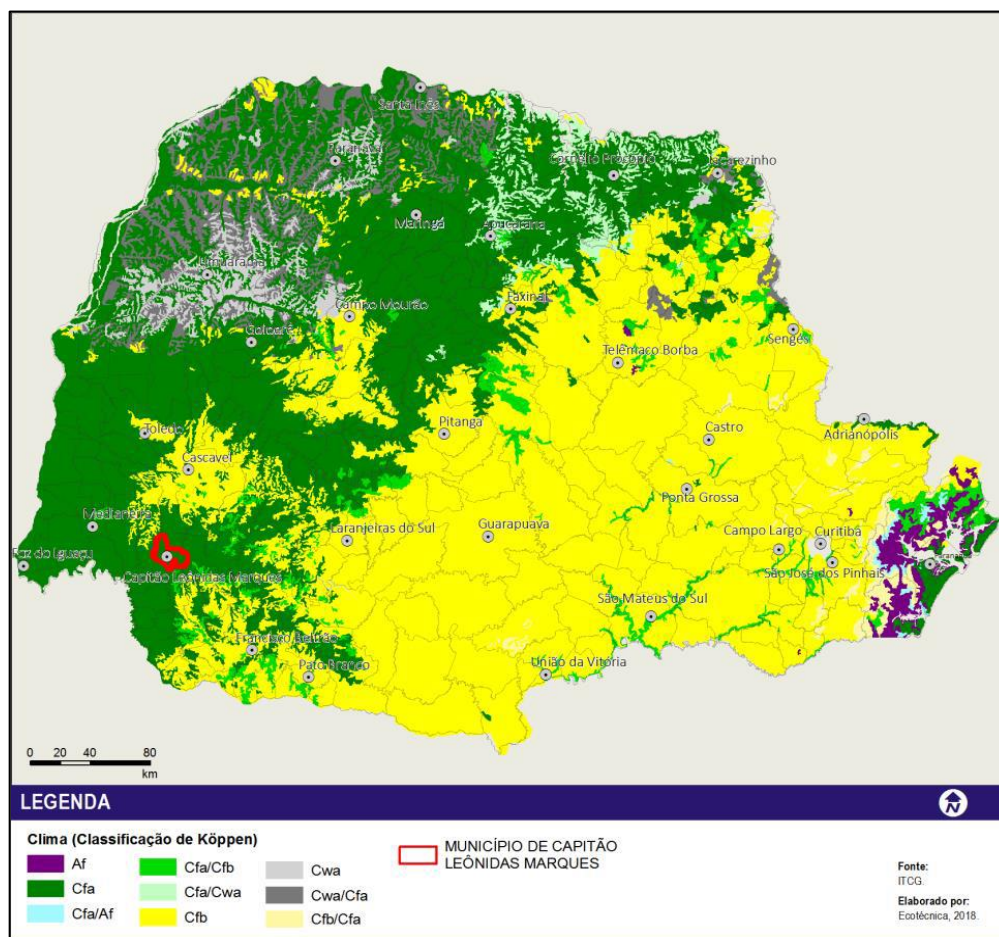 Santa Inês
Paranavaí
Cornélio Procópio
Jacarezinho
Maringá
Apucarana
Umuarama
Campo Mourão
Faxinal
Goioerê
Sengés
Telêmaco Borba
Toledo
Pitanga
Castro
Adrianópolis
Cascavel
Ponta Grossa
Medianeira
Laranjeiras do Sul
Guarapuava
Campo Largo
Curitiba
Foz do Iguaçu
Capitão Leônidas Marques
São José dos Pinhais
São Mateus do Sul
Francisco Beltrão
Pato Branco
União da Vitória
0 20 40 80
km
LEGENDA
N
Clima (Classificação de Köppen)
Af
Cfa
Cfa/Af
Cfa/Cfb
Cfa/Cwa
Cfb
Cwa
Cwa/Cfa
Cfb/Cfa
MUNICÍPIO DE CAPITÃO
LEÔNIDAS MARQUES
Fonte:
ITCG.
Elaborado por:
Ecotécnica, 2018.